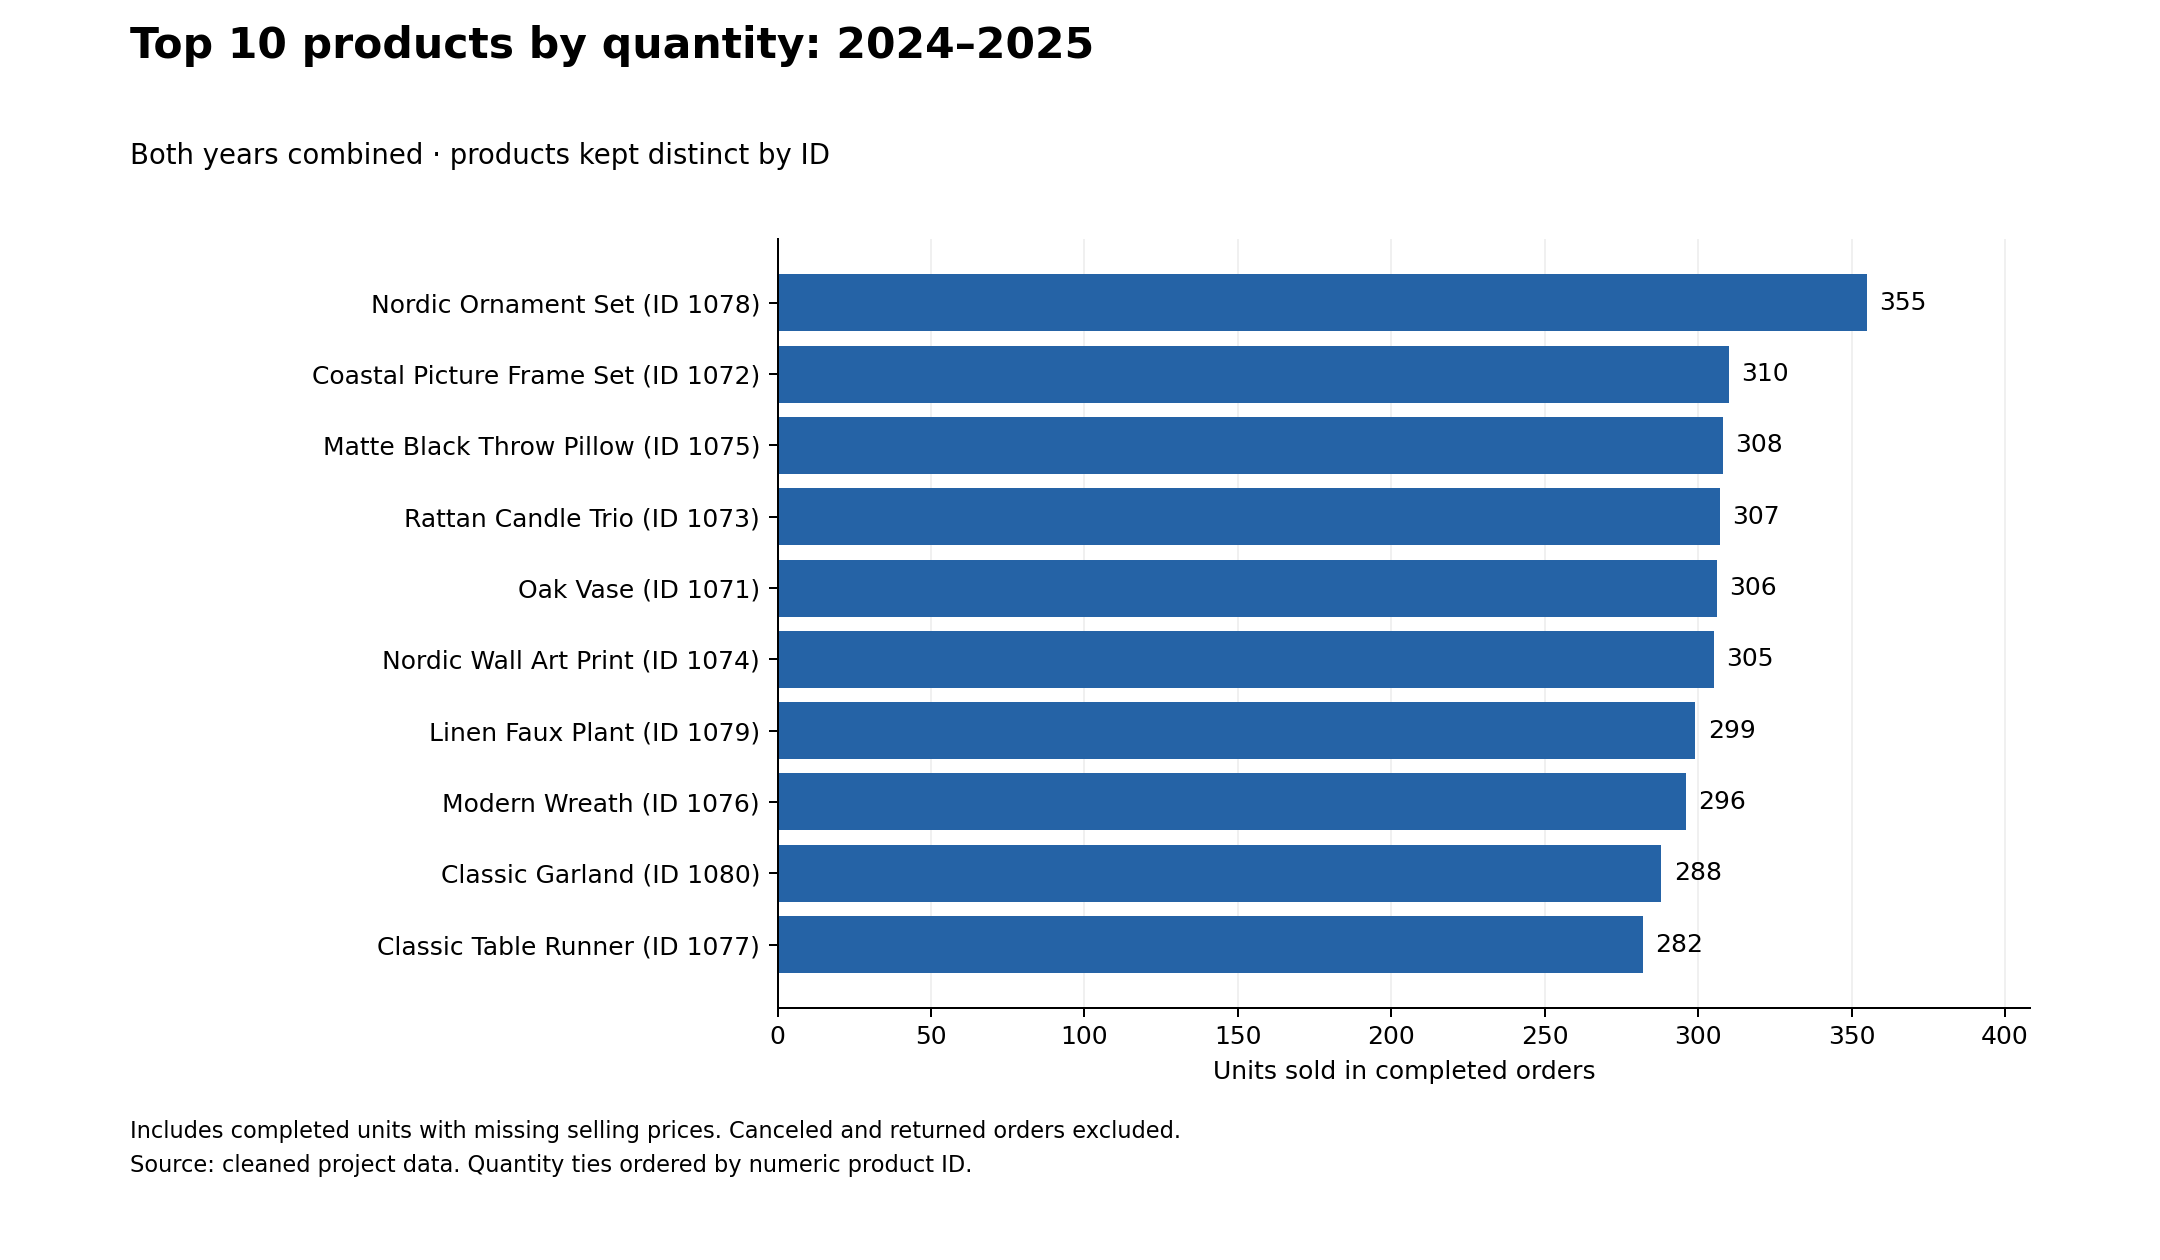 Top 10 products by quantity: 2024–2025
Both years combined · products kept distinct by ID
Nordic Ornament Set (ID 1078) 355
Coastal Picture Frame Set (ID 1072) 310
Matte Black Throw Pillow (ID 1075) 308
Rattan Candle Trio (ID 1073) 307
Oak Vase (ID 1071) 306
Nordic Wall Art Print (ID 1074) 305
Linen Faux Plant (ID 1079) 299
Modern Wreath (ID 1076) 296
Classic Garland (ID 1080) 288
Classic Table Runner (ID 1077) 282
0 50 100 150 200 250 300 350 400
Units sold in completed orders
Includes completed units with missing selling prices. Canceled and returned orders excluded.
Source: cleaned project data. Quantity ties ordered by numeric product ID.